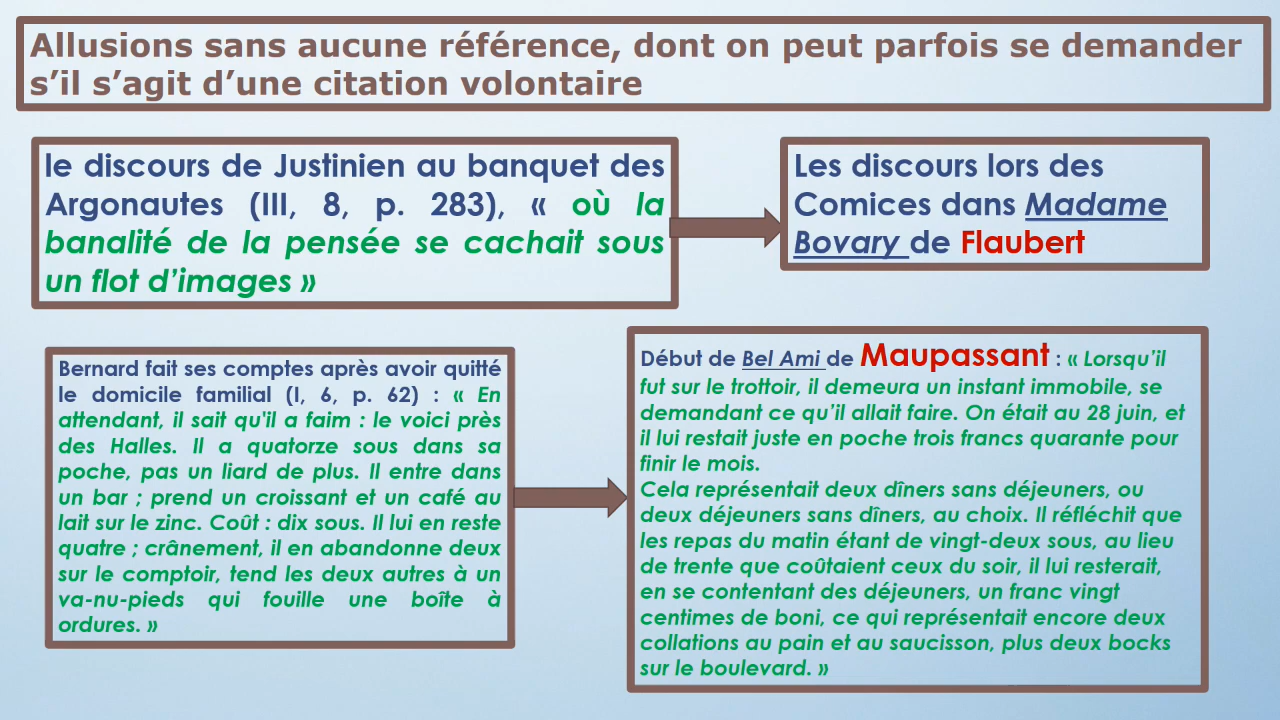 Allusions sans aucune référence, dont on peut parfois se demander
s’il s’agit d’une citation volontaire
le discours de Justinien au banquet des
Argonautes (III, 8, p. 283), « où la
banalité de la pensée se cachait sous
un flot d’images »
Les discours lors des
Comices dans Madame
Bovary de Flaubert
Bernard fait ses comptes après avoir quitté
le domicile familial (I, 6, p. 62) : « En
attendant, il sait qu'il a faim : le voici près
des Halles. Il a quatorze sous dans sa
poche, pas un liard de plus. Il entre dans
un bar ; prend un croissant et un café au
lait sur le zinc. Coût : dix sous. Il lui en reste
quatre ; crânement, il en abandonne deux
sur le comptoir, tend les deux autres à un
va-nu-pieds qui fouille une boîte à
ordures. »
Début de Bel Ami de Maupassant : « Lorsqu’il
fut sur le trottoir, il demeura un instant immobile, se
demandant ce qu’il allait faire. On était au 28 juin, et
il lui restait juste en poche trois francs quarante pour
finir le mois.
Cela représentait deux dîners sans déjeuners, ou
deux déjeuners sans dîners, au choix. Il réfléchit que
les repas du matin étant de vingt-deux sous, au lieu
de trente que coûtaient ceux du soir, il lui resterait,
en se contentant des déjeuners, un franc vingt
centimes de boni, ce qui représentait encore deux
collations au pain et au saucisson, plus deux bocks
sur le boulevard. »